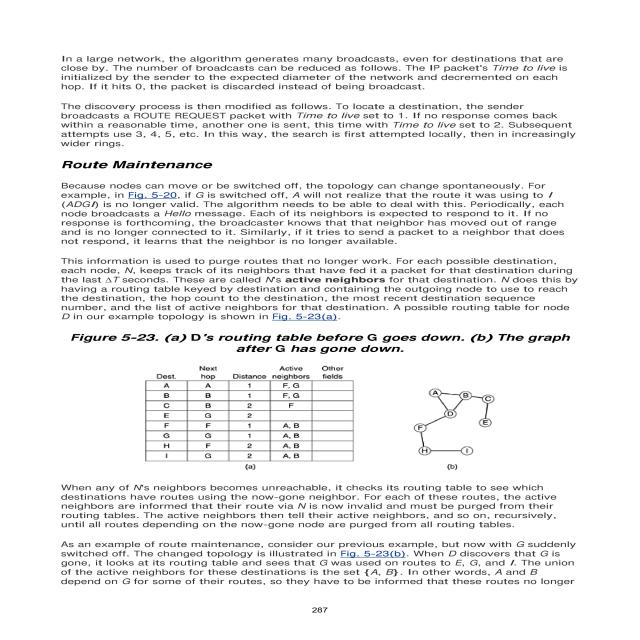 In a large network, the algorithm generates many broadcasts, even for destinations that are
close by. The number of broadcasts can be reduced as follows. The IP packet's Time to live is
initialized by the sender to the expected diameter of the network and decremented on each
hop. If it hits 0, the packet is discarded instead of being broadcast.
The discovery process is then modified as follows. To locate a destination, the sender
broadcasts a ROUTE REQUEST packet with Time to live set to 1. If no response comes back
within a reasonable time, another one is sent, this time with Time to live set to 2. Subsequent
attempts use 3, 4, 5, etc. In this way, the search is first attempted locally, then in increasingly
wider rings.
Route Maintenance
Because nodes can move or be switched off, the topology can change spontaneously. For
example, in Fig. 5-20, if G is switched off, A will not realize that the route it was using to I
(ADGI) is no longer valid. The algorithm needs to be able to deal with this. Periodically, each
node broadcasts a Hello message. Each of its neighbors is expected to respond to it. If no
response is forthcoming, the broadcaster knows that that neighbor has moved out of range
and is no longer connected to it. Similarly, if it tries to send a packet to a neighbor that does
not respond, it learns that the neighbor is no longer available.
This information is used to purge routes that no longer work. For each possible destination,
each node, N, keeps track of its neighbors that have fed it a packet for that destination during
the last ΔT seconds. These are called N's active neighbors for that destination. N does this by
having a routing table keyed by destination and containing the outgoing node to use to reach
the destination, the hop count to the destination, the most recent destination sequence
number, and the list of active neighbors for that destination. A possible routing table for node
D in our example topology is shown in Fig. 5-23(a).
Figure 5-23. (a) D's routing table before G goes down. (b) The graph
after G has gone down.
Next Active Other
Dest. hop Distance neighbors fields
A A 1 F, G
B B 1 F, G
C B 2 F
E G 2
F F 1 A, B
G G 1 A, B
H F 2 A, B
I G 2 A, B
(a)
A B C
D E
F
H I
(b)
When any of N's neighbors becomes unreachable, it checks its routing table to see which
destinations have routes using the now-gone neighbor. For each of these routes, the active
neighbors are informed that their route via N is now invalid and must be purged from their
routing tables. The active neighbors then tell their active neighbors, and so on, recursively,
until all routes depending on the now-gone node are purged from all routing tables.
As an example of route maintenance, consider our previous example, but now with G suddenly
switched off. The changed topology is illustrated in Fig. 5-23(b). When D discovers that G is
gone, it looks at its routing table and sees that G was used on routes to E, G, and I. The union
of the active neighbors for these destinations is the set {A, B}. In other words, A and B
depend on G for some of their routes, so they have to be informed that these routes no longer
287